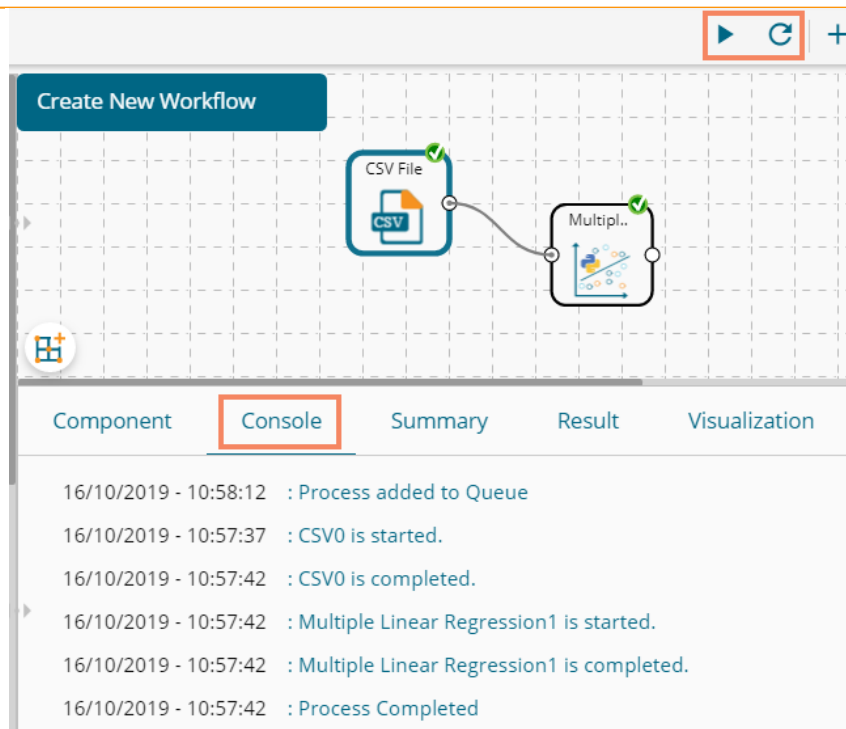 Create New Workflow
CSV File
CSV
Multipl..
Component Console Summary Result Visualization
16/10/2019 - 10:58:12 : Process added to Queue
16/10/2019 - 10:57:37 : CSV0 is started.
16/10/2019 - 10:57:42 : CSV0 is completed.
16/10/2019 - 10:57:42 : Multiple Linear Regression1 is started.
16/10/2019 - 10:57:42 : Multiple Linear Regression1 is completed.
16/10/2019 - 10:57:42 : Process Completed